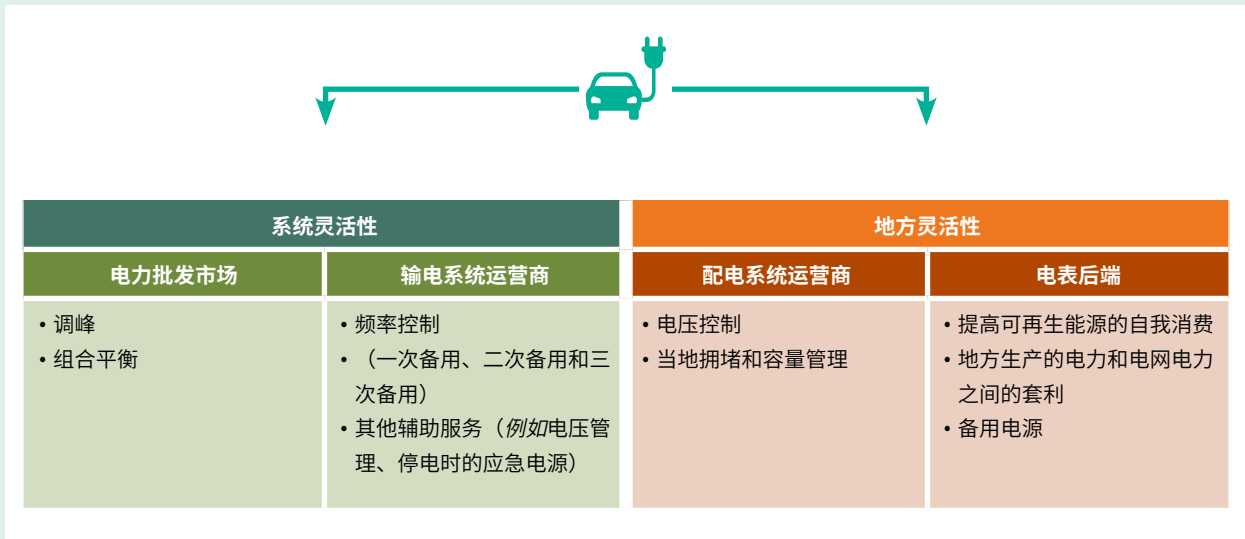 系统灵活性
地方灵活性
电力批发市场
输电系统运营商
配电系统运营商
电表后端
• 调峰
• 组合平衡
• 频率控制
• （一次备用、二次备用和三
次备用）
• 其他辅助服务（例如电压管
理、停电时的应急电源）
• 电压控制
• 当地拥堵和容量管理
• 提高可再生能源的自我消费
• 地方生产的电力和电网电力
之间的套利
• 备用电源